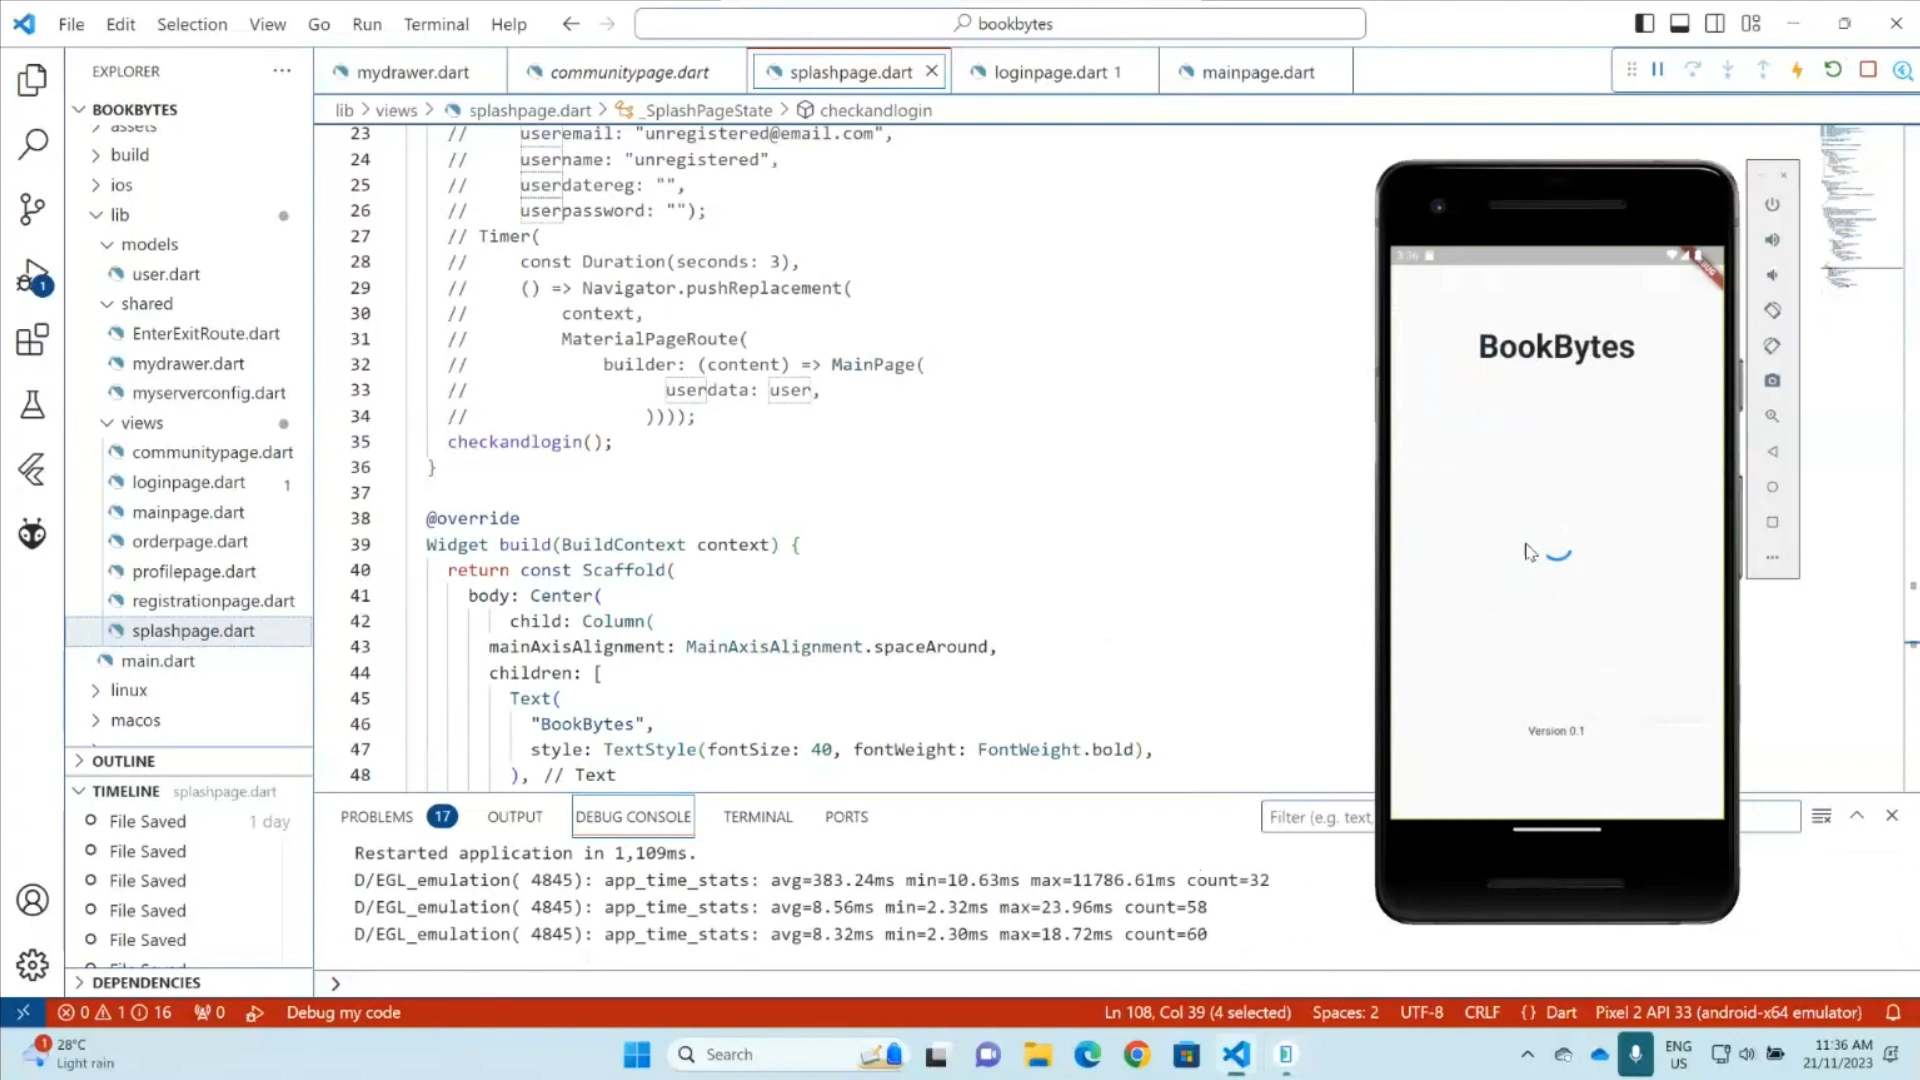 File Edit Selection View Go Run Terminal Help
bookbytes
EXPLORER
mydrawer.dart
communitypage.dart
splashpage.dart
loginpage.dart 1
mainpage.dart
BOOKBYTES
lib > views > splashpage.dart > _SplashPageState > checkandlogin
assets
build
ios
lib
models
user.dart
shared
EnterExitRoute.dart
mydrawer.dart
myserverconfig.dart
views
communitypage.dart
loginpage.dart 1
mainpage.dart
orderpage.dart
profilepage.dart
registrationpage.dart
splashpage.dart
main.dart
linux
macos
OUTLINE
TIMELINE splashpage.dart
File Saved 1 day
File Saved
File Saved
File Saved
File Saved
File Saved
DEPENDENCIES
23 // useremail: "unregistered@email.com",
24 // username: "unregistered",
25 // userdatereg: "",
26 // userpassword: "");
27 // Timer(
28 // const Duration(seconds: 3),
29 // () => Navigator.pushReplacement(
30 // context,
31 // MaterialPageRoute(
32 // builder: (content) => MainPage(
33 // userdata: user,
34 // ))));
35 checkandlogin();
36 }
37
38 @override
39 Widget build(BuildContext context) {
40 return const Scaffold(
41 body: Center(
42 child: Column(
43 mainAxisAlignment: MainAxisAlignment.spaceAround,
44 children: [
45 Text(
46 "BookBytes",
47 style: TextStyle(fontSize: 40, fontWeight: FontWeight.bold),
48 ), // Text
3:36
BookBytes
Version 0.1
PROBLEMS 17 OUTPUT DEBUG CONSOLE TERMINAL PORTS
Filter (e.g. text,
Restarted application in 1,109ms.
D/EGL_emulation( 4845): app_time_stats: avg=383.24ms min=10.63ms max=11786.61ms count=32
D/EGL_emulation( 4845): app_time_stats: avg=8.56ms min=2.32ms max=23.96ms count=58
D/EGL_emulation( 4845): app_time_stats: avg=8.32ms min=2.30ms max=18.72ms count=60
0 1 16 0 Debug my code
Ln 108, Col 39 (4 selected) Spaces: 2 UTF-8 CRLF {} Dart Pixel 2 API 33 (android-x64 emulator)
1
28°C
Light rain
Search
ENG
US
11:36 AM
21/11/2023